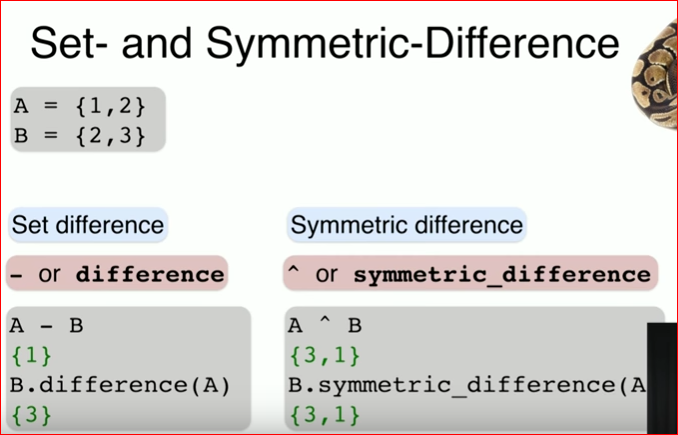 Set- and Symmetric-Difference
A = {1,2}
B = {2,3}
Set difference
- or difference
A - B
{1}
B.difference(A)
{3}
Symmetric difference
^ or symmetric_difference
A ^ B
{3,1}
B.symmetric_difference(A
{3,1}